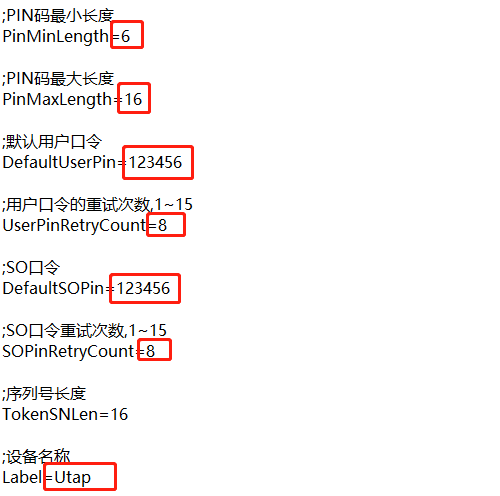 ;PIN码最小长度
PinMinLength=6
;PIN码最大长度
PinMaxLength=16
;默认用户口令
DefaultUserPin=123456
;用户口令的重试次数,1~15
UserPinRetryCount=8
;SO口令
DefaultSOPin=123456
;SO口令重试次数,1~15
SOPinRetryCount=8
;序列号长度
TokenSNLen=16
;设备名称
Label=Utap